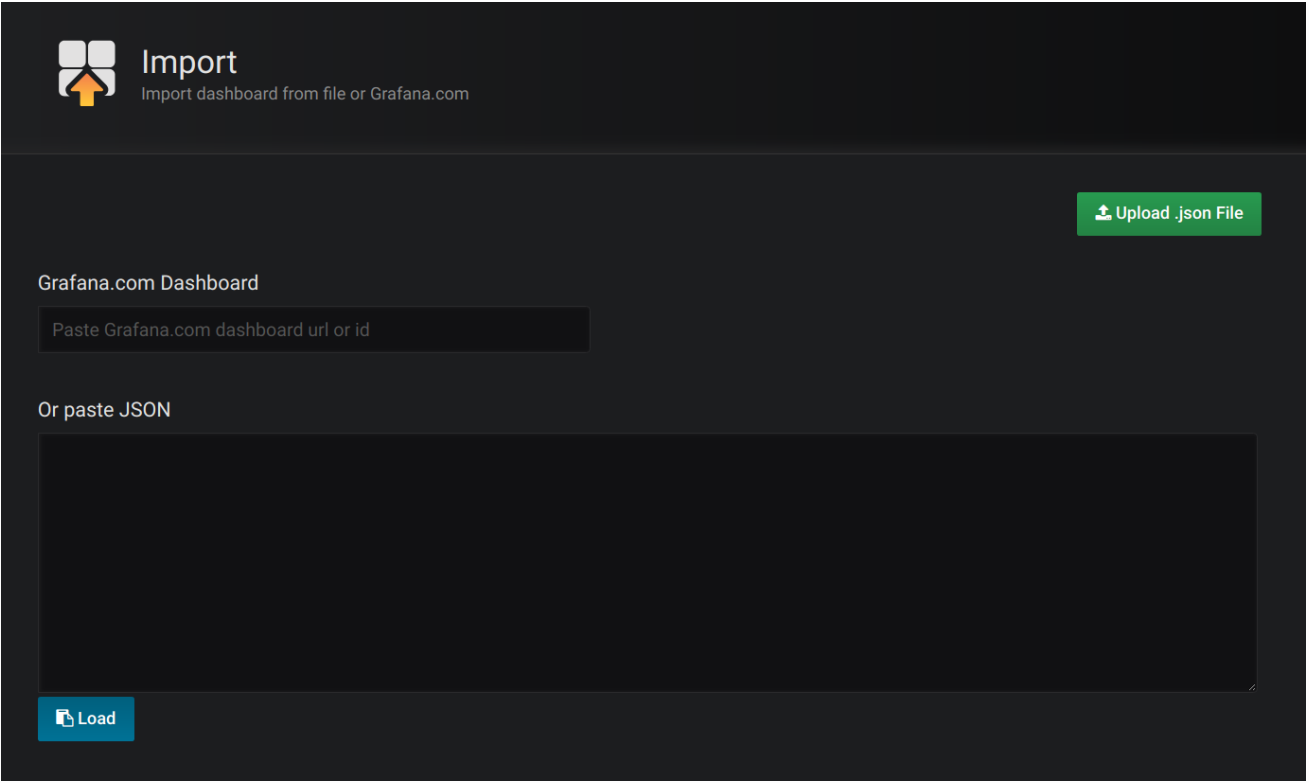 Import
Import dashboard from file or Grafana.com
Upload .json File
Grafana.com Dashboard
Paste Grafana.com dashboard url or id
Or paste JSON
Load